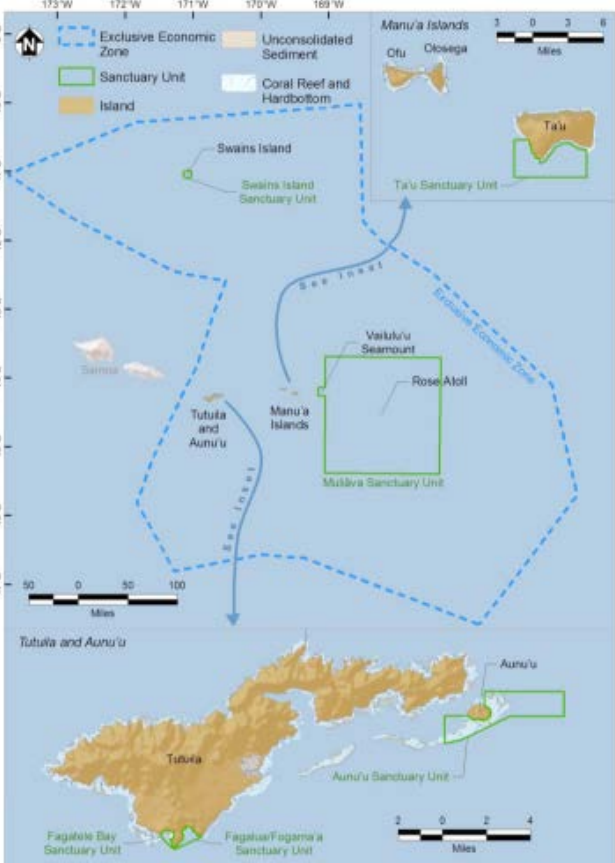 173°W
172°W
171°W
170°W
169°W
N
Exclusive Economic
Zone
Sanctuary Unit
Island
Unconsolidated
Sediment
Coral Reef and
Hardbottom
Manu'a Islands
3 0 3 6
Miles
Ofu
Olosega
Ta'u
Ta'u Sanctuary Unit
Swains Island
Swains Island
Sanctuary Unit
See Inset
Exclusive Economic Zone
Samoa
Vailulu'u
Seamount
Rose Atoll
Tutuila
and
Aunu'u
Manu'a
Islands
Muliāva Sanctuary Unit
See Inset
50 0 50 100
Miles
Tutuila and Aunu'u
Aunu'u
Tutuila
Aunu'u Sanctuary Unit
Fagatele Bay
Sanctuary Unit
Fagalua/Fogama'a
Sanctuary Unit
2 0 2 4
Miles